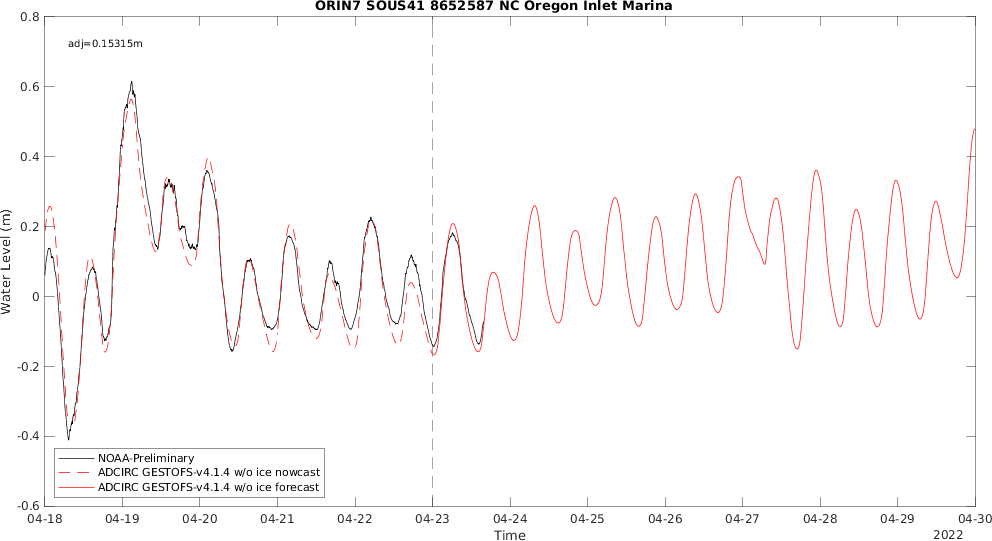 ORIN7 SOUS41 8652587 NC Oregon Inlet Marina
adj=0.15315m
0.8
0.6
0.4
0.2
0
-0.2
-0.4
-0.6
Water Level (m)
NOAA-Preliminary
ADCIRC GESTOFS-v4.1.4 w/o ice nowcast
ADCIRC GESTOFS-v4.1.4 w/o ice forecast
04-18 04-19 04-20 04-21 04-22 04-23 04-24 04-25 04-26 04-27 04-28 04-29 04-30
Time
2022